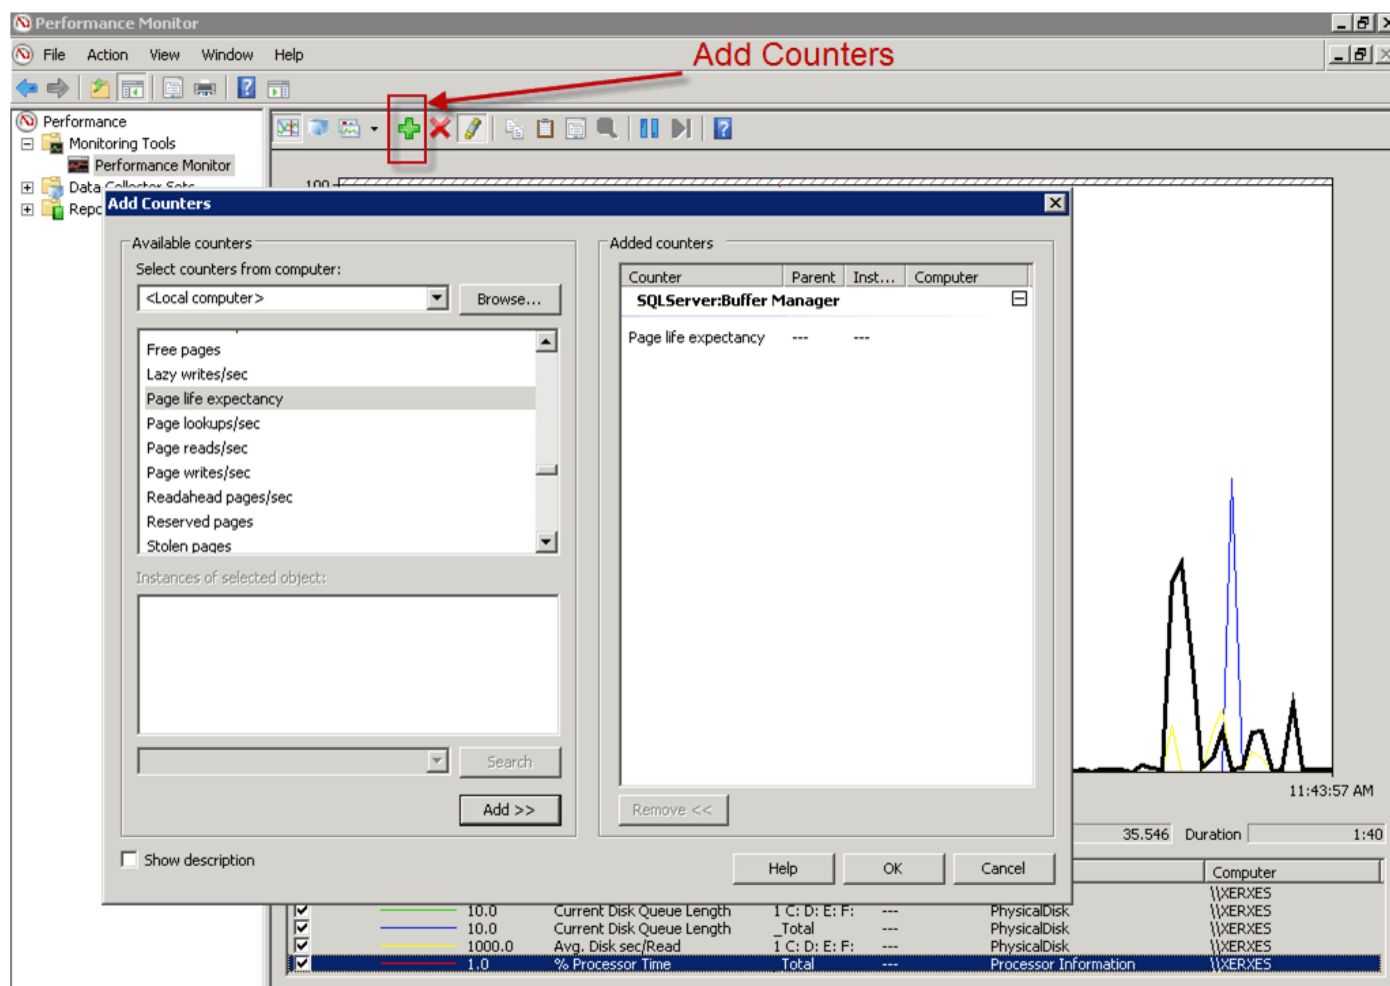 Performance Monitor
File Action View Window Help
Add Counters
Performance
Monitoring Tools
Performance Monitor
Data Collector Sets
Repo
100
Add Counters
Available counters
Select counters from computer:
<Local computer>
Browse...
Free pages
Lazy writes/sec
Page life expectancy
Page lookups/sec
Page reads/sec
Page writes/sec
Readahead pages/sec
Reserved pages
Stolen pages
Instances of selected object:
Search
Add >>
Show description
Added counters
Counter Parent Inst... Computer
SQLServer:Buffer Manager
Page life expectancy --- ---
Remove <<
Help OK Cancel
11:43:57 AM
35.546 Duration 1:40
Computer
\\XERXES
10.0 Current Disk Queue Length 1 C: D: E: F: --- PhysicalDisk \\XERXES
10.0 Current Disk Queue Length _Total --- PhysicalDisk \\XERXES
1000.0 Avg. Disk sec/Read 1 C: D: E: F: --- PhysicalDisk \\XERXES
1.0 % Processor Time _Total --- Processor Information \\XERXES